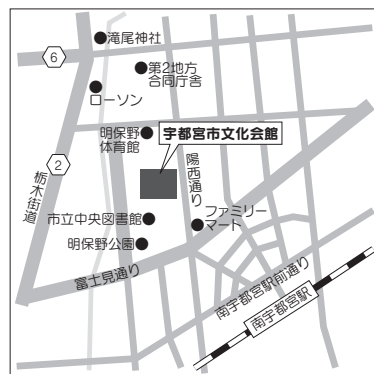 滝尾神社
6
第2地方
合同庁舎
ローソン
明保野
体育館
宇都宮市文化会館
2
栃木街道
陽西通り
市立中央図書館
ファミリー
マート
明保野公園
富士見通り
南宇都宮駅前通り
南宇都宮駅